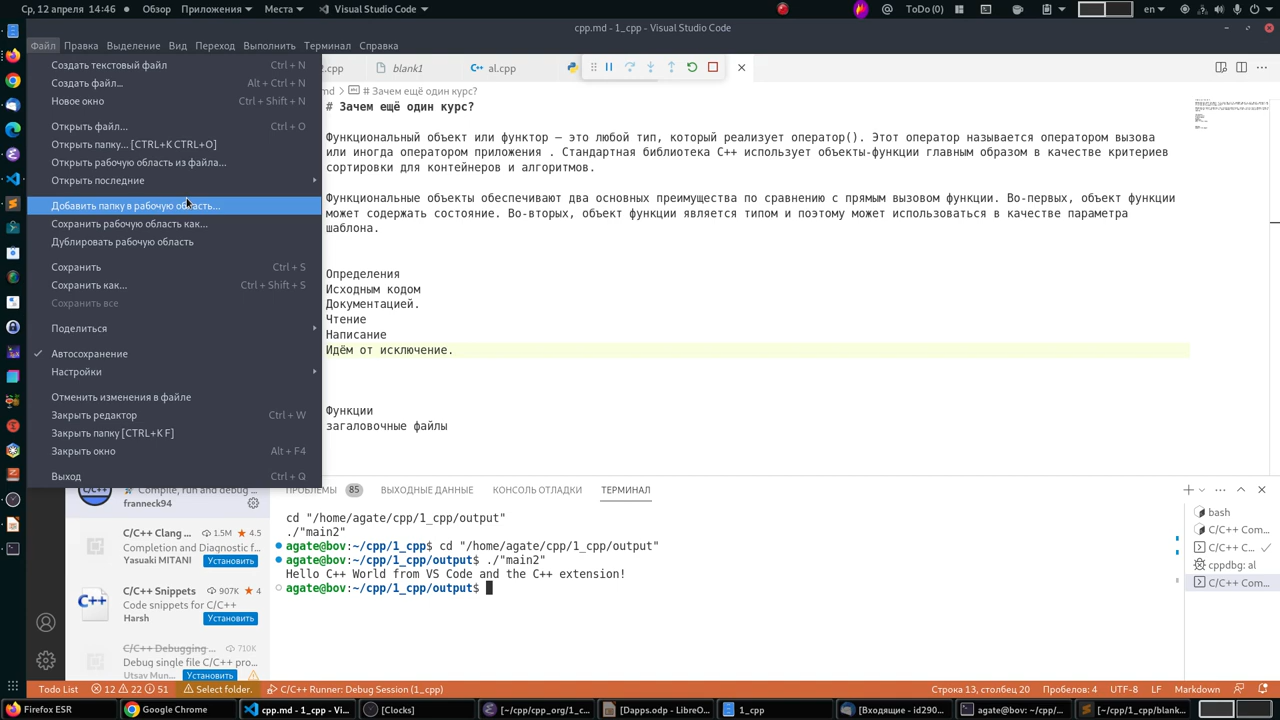 Ср, 12 апреля 14:46 Обзор Приложения Места Visual Studio Code ToDo (0) en
cpp.md - 1_cpp - Visual Studio Code
Файл Правка Выделение Вид Переход Выполнить Терминал Справка
Создать текстовый файл Ctrl + N
Создать файл... Alt + Ctrl + N
Новое окно Ctrl + Shift + N
Открыть файл... Ctrl + O
Открыть папку... [CTRL+K CTRL+O]
Открыть рабочую область из файла...
Открыть последние
Добавить папку в рабочую область...
Сохранить рабочую область как...
Дублировать рабочую область
Сохранить Ctrl + S
Сохранить как... Ctrl + Shift + S
Сохранить все
Поделиться
Автосохранение
Настройки
Отменить изменения в файле
Закрыть редактор Ctrl + W
Закрыть папку [CTRL+K F]
Закрыть окно Alt + F4
Выход Ctrl + Q
2.cpp blank1 al.cpp
md # Зачем ещё один курс?
# Зачем ещё один курс?
Функциональный объект или функтор — это любой тип, который реализует оператор(). Этот оператор называется оператором вызова
или иногда оператором приложения . Стандартная библиотека C++ использует объекты-функции главным образом в качестве критериев
сортировки для контейнеров и алгоритмов.
Функциональные объекты обеспечивают два основных преимущества по сравнению с прямым вызовом функции. Во-первых, объект функции
может содержать состояние. Во-вторых, объект функции является типом и поэтому может использоваться в качестве параметра
шаблона.
Определения
Исходным кодом
Документацией.
Чтение
Написание
Идём от исключение.
Функции
загаловочные файлы
C/C++ Compile, run and debug ...
franneck94
C/C++ Clang ... 1.5M 4.5
Completion and Diagnostic f...
Yasuaki MITANI Установить
C/C++ Snippets 907K 4
C++ Code snippets for C/C++
Harsh Установить
C/C++ Debugging ... 710K
Debug single file C/C++ pro...
Utsav Mun... Установить
ПРОБЛЕМЫ 85 ВЫХОДНЫЕ ДАННЫЕ КОНСОЛЬ ОТЛАДКИ ТЕРМИНАЛ
cd "/home/agate/cpp/1_cpp/output"
./"main2"
agate@bov:~/cpp/1_cpp$ cd "/home/agate/cpp/1_cpp/output"
agate@bov:~/cpp/1_cpp/output$ ./"main2"
Hello C++ World from VS Code and the C++ extension!
agate@bov:~/cpp/1_cpp/output$
bash
C/C++ Com...
C/C++ C...
cppdbg: al
C/C++ Com...
Todo List 12 22 51 Select folder. C/C++ Runner: Debug Session (1_cpp) Строка 13, столбец 20 Пробелов: 4 UTF-8 LF Markdown
Firefox ESR Google Chrome cpp.md - 1_cpp - Vi... [Clocks] [~/cpp/cpp_org/1_c... [Dapps.odp - LibreO... 1_cpp [Входящие - id290... agate@bov: ~/cpp/... [~/cpp/1_cpp/blank...